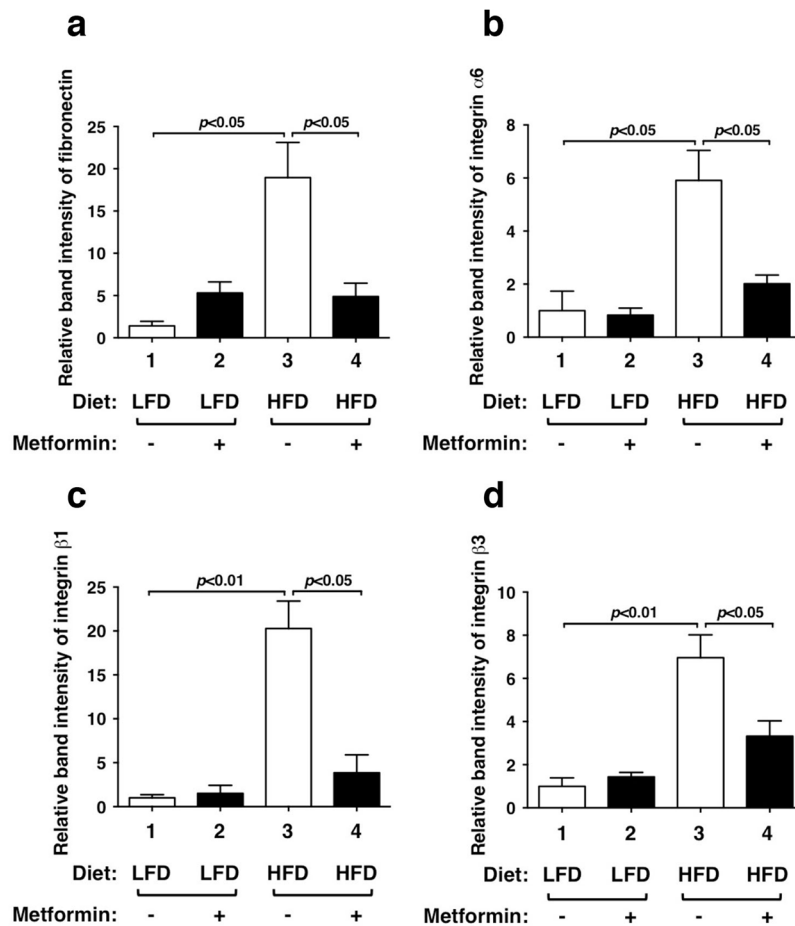 a
Relative band intensity of fibronectin
25
20
15
10
5
0
p<0.05
p<0.05
1 2 3 4
Diet: LFD LFD HFD HFD
Metformin: - + - +
b
Relative band intensity of integrin α6
8
6
4
2
0
p<0.05
p<0.05
1 2 3 4
Diet: LFD LFD HFD HFD
Metformin: - + - +
c
Relative band intensity of integrin β1
25
20
15
10
5
0
p<0.01
p<0.05
1 2 3 4
Diet: LFD LFD HFD HFD
Metformin: - + - +
d
Relative band intensity of integrin β3
10
8
6
4
2
0
p<0.01
p<0.05
1 2 3 4
Diet: LFD LFD HFD HFD
Metformin: - + - +